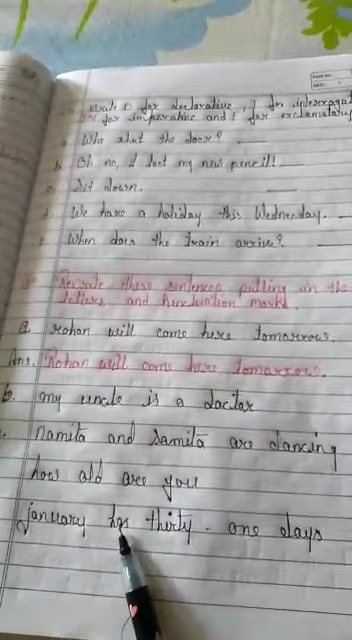 write D for declarative, I for interrogat
for imperative and E for exclamatory
a. Who shut the door?
b. Oh no, I lost my new pencil!
c. Sit down.
d. We have a holiday this Wednesday.
e. When does the train arrive?
Rewrite these sentences putting in the
letters and Punctuation marks.
a. rohan will come here tomorrow.
Ans. Rohan will come here tomorrow.
b. my uncle is a doctor
namita and samita are dancing
how old are you
january has thirty - one days